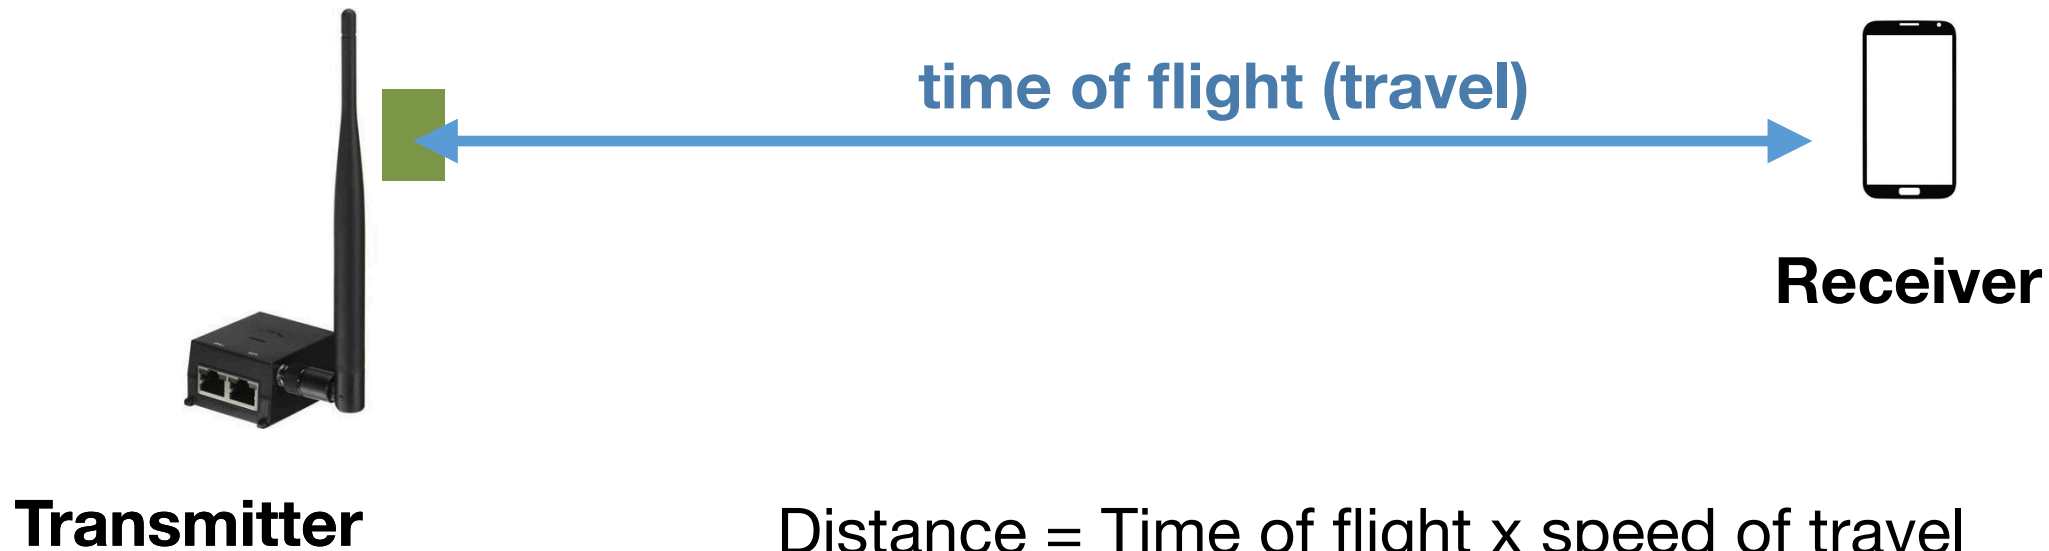 time of flight (travel)
Receiver
Transmitter
Distance = Time of flight x speed of travel